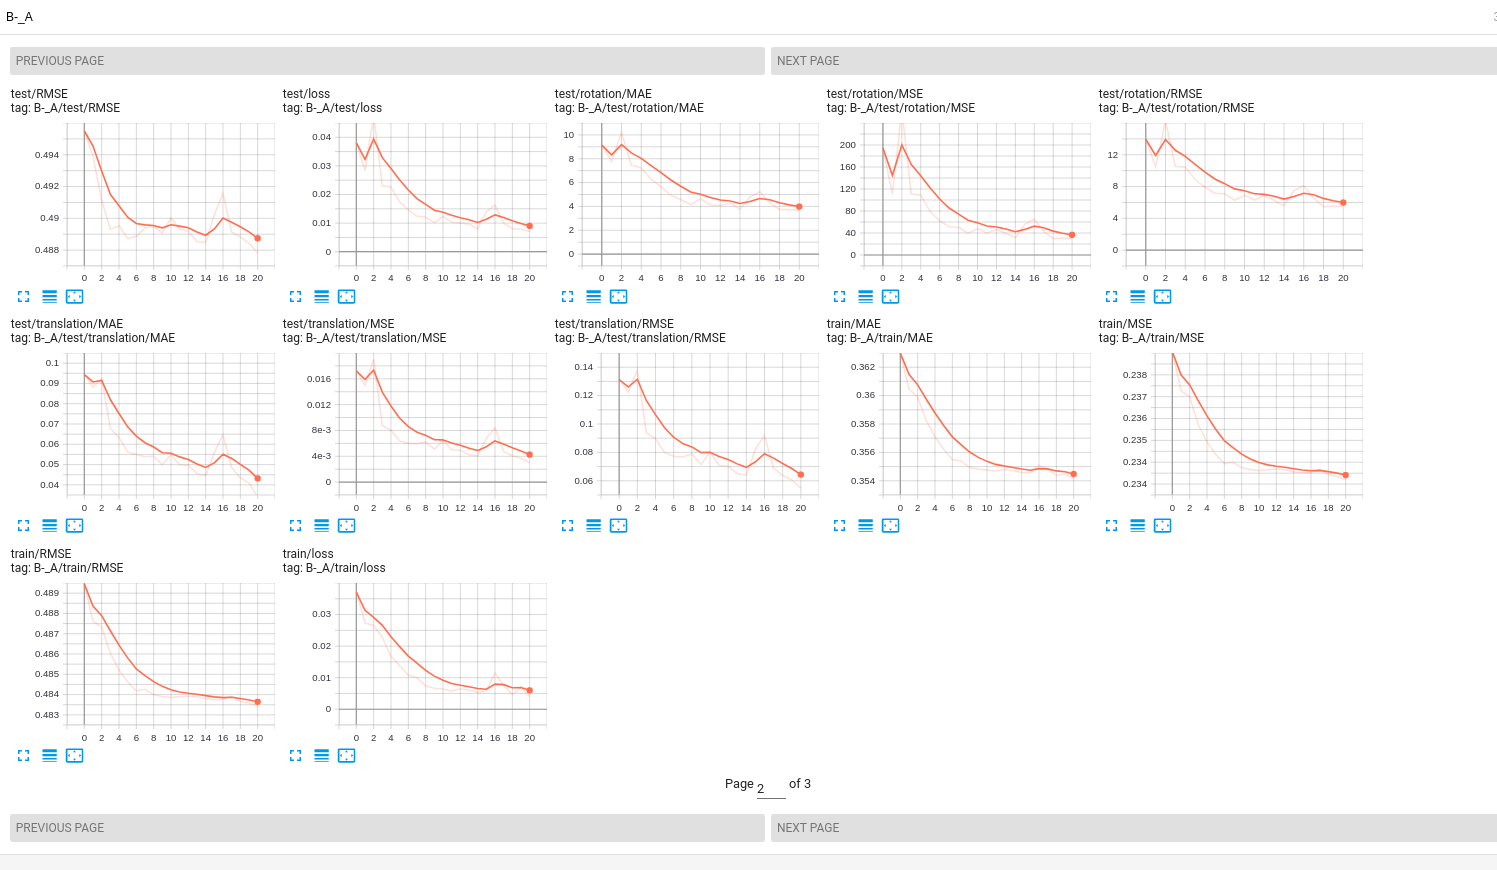 B-_A
PREVIOUS PAGE NEXT PAGE
test/RMSE
tag: B-_A/test/RMSE
0.494
0.492
0.49
0.488
0 2 4 6 8 10 12 14 16 18 20
test/loss
tag: B-_A/test/loss
0.04
0.03
0.02
0.01
0
0 2 4 6 8 10 12 14 16 18 20
test/rotation/MAE
tag: B-_A/test/rotation/MAE
10
8
6
4
2
0
0 2 4 6 8 10 12 14 16 18 20
test/rotation/MSE
tag: B-_A/test/rotation/MSE
200
160
120
80
40
0
0 2 4 6 8 10 12 14 16 18 20
test/rotation/RMSE
tag: B-_A/test/rotation/RMSE
12
8
4
0
0 2 4 6 8 10 12 14 16 18 20
test/translation/MAE
tag: B-_A/test/translation/MAE
0.1
0.09
0.08
0.07
0.06
0.05
0.04
0 2 4 6 8 10 12 14 16 18 20
test/translation/MSE
tag: B-_A/test/translation/MSE
0.016
0.012
8e-3
4e-3
0
0 2 4 6 8 10 12 14 16 18 20
test/translation/RMSE
tag: B-_A/test/translation/RMSE
0.14
0.12
0.1
0.08
0.06
0 2 4 6 8 10 12 14 16 18 20
train/MAE
tag: B-_A/train/MAE
0.362
0.36
0.358
0.356
0.354
0 2 4 6 8 10 12 14 16 18 20
train/MSE
tag: B-_A/train/MSE
0.238
0.237
0.236
0.235
0.234
0.234
0 2 4 6 8 10 12 14 16 18 20
train/RMSE
tag: B-_A/train/RMSE
0.489
0.488
0.487
0.486
0.485
0.484
0.483
0 2 4 6 8 10 12 14 16 18 20
train/loss
tag: B-_A/train/loss
0.03
0.02
0.01
0
0 2 4 6 8 10 12 14 16 18 20
Page 2 of 3
PREVIOUS PAGE NEXT PAGE